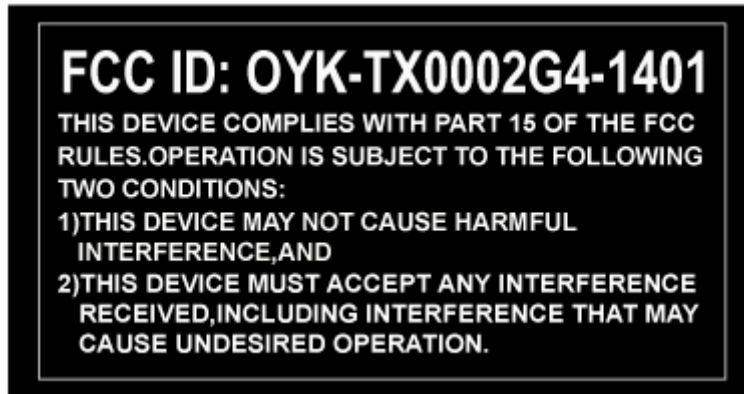 FCC ID: OYK-TX0002G4-1401
THIS DEVICE COMPLIES WITH PART 15 OF THE FCC
RULES.OPERATION IS SUBJECT TO THE FOLLOWING
TWO CONDITIONS:
1)THIS DEVICE MAY NOT CAUSE HARMFUL
INTERFERENCE,AND
2)THIS DEVICE MUST ACCEPT ANY INTERFERENCE
RECEIVED,INCLUDING INTERFERENCE THAT MAY
CAUSE UNDESIRED OPERATION.